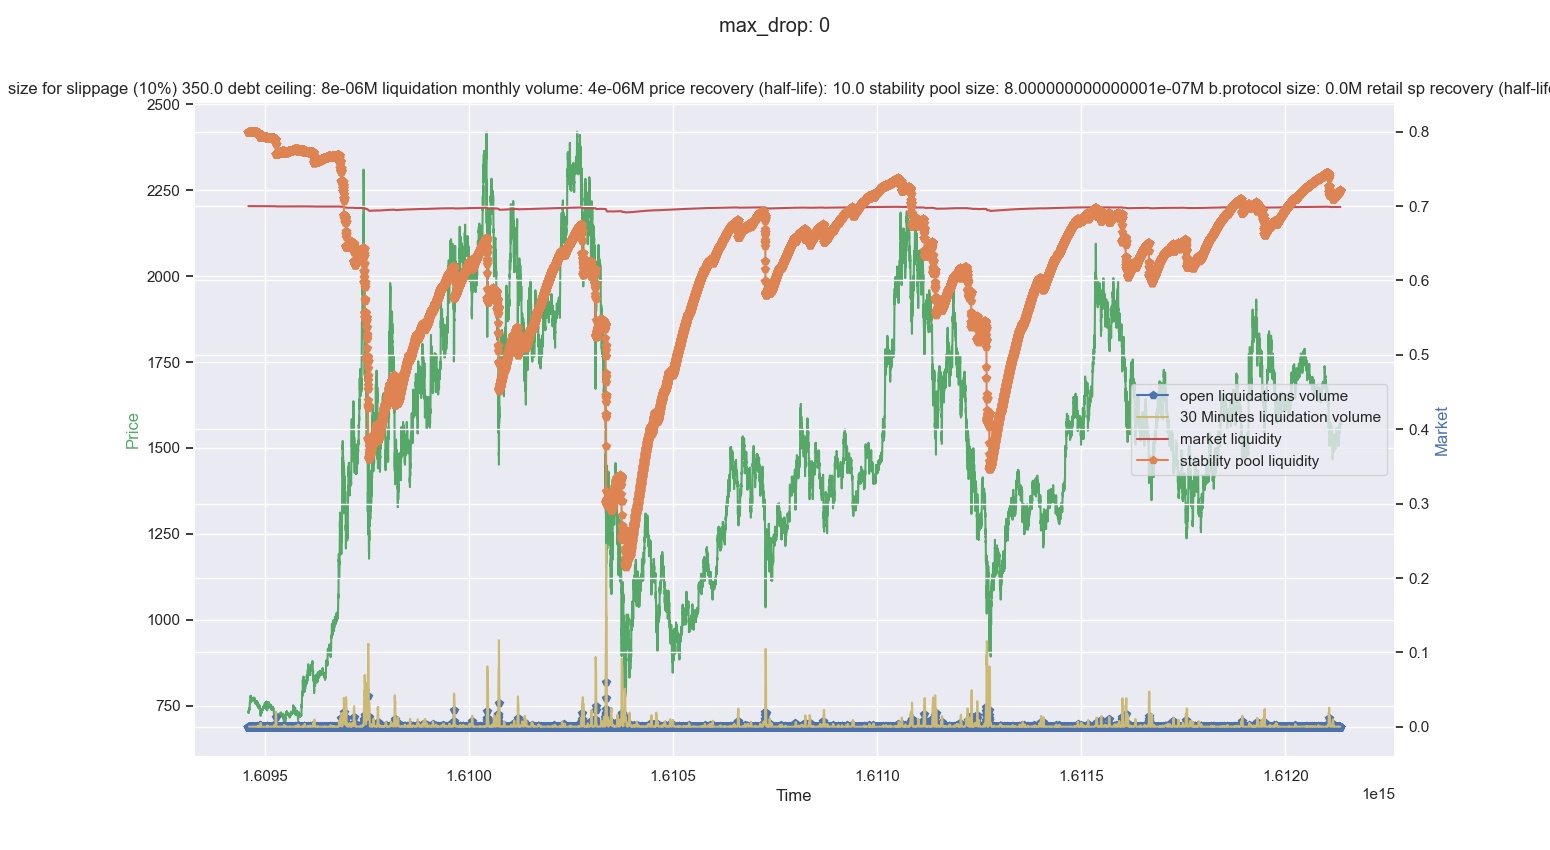 max_drop: 0
size for slippage (10%) 350.0 debt ceiling: 8e-06M liquidation monthly volume: 4e-06M price recovery (half-life): 10.0 stability pool size: 8.000000000000001e-07M b.protocol size: 0.0M retail sp recovery (half-life
2500
2250
2000
1750
1500
1250
1000
750
Price
0.8
0.7
0.6
0.5
0.4
0.3
0.2
0.1
0.0
Market
open liquidations volume
30 Minutes liquidation volume
market liquidity
stability pool liquidity
1.6095 1.6100 1.6105 1.6110 1.6115 1.6120
Time
1e15